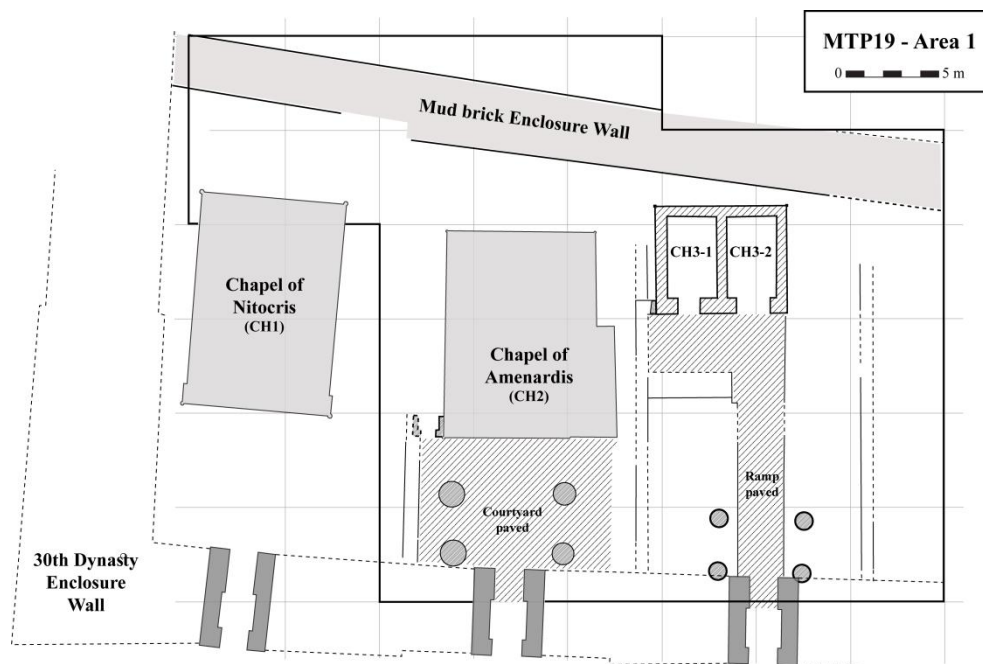 MTP19 - Area 1
0 5 m
Mud brick Enclosure Wall
CH3-1
CH3-2
Chapel of
Nitocris
(CH1)
Chapel of
Amenardis
(CH2)
Ramp
paved
Courtyard
paved
30th Dynasty
Enclosure
Wall